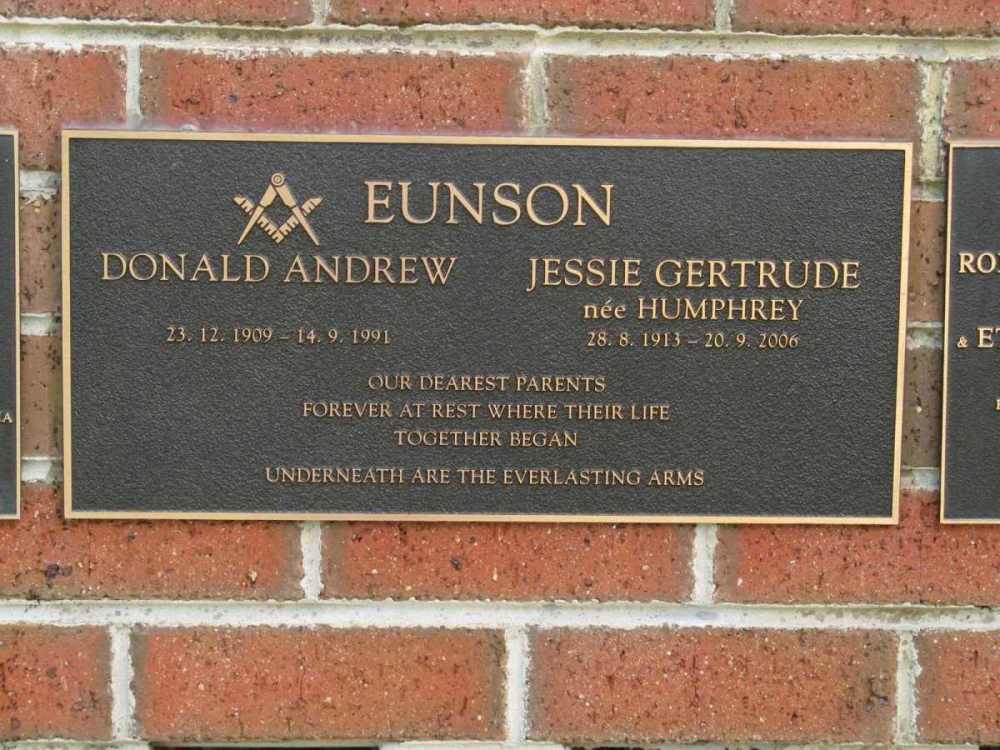 EUNSON
DONALD ANDREW
23. 12. 1909 – 14. 9. 1991
JESSIE GERTRUDE
née HUMPHREY
28. 8. 1913 – 20. 9. 2006
OUR DEAREST PARENTS
FOREVER AT REST WHERE THEIR LIFE
TOGETHER BEGAN
UNDERNEATH ARE THE EVERLASTING ARMS